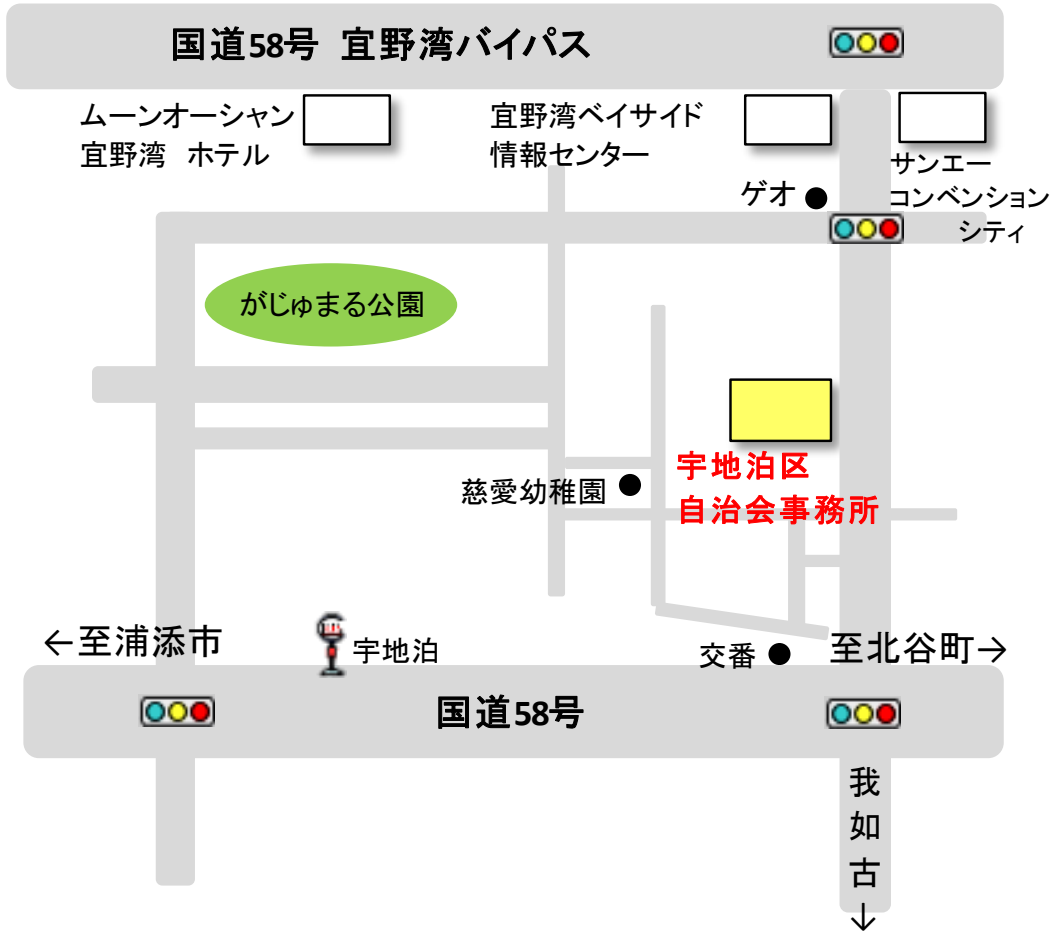 国道58号 宜野湾バイパス
ムーンオーシャン
宜野湾 ホテル
宜野湾ベイサイド
情報センター
サンエー
コンベンション
シティ
ゲオ
がじゅまる公園
宇地泊区
自治会事務所
慈愛幼稚園
←至浦添市
宇地泊
交番
至北谷町→
国道58号
我如古
↓